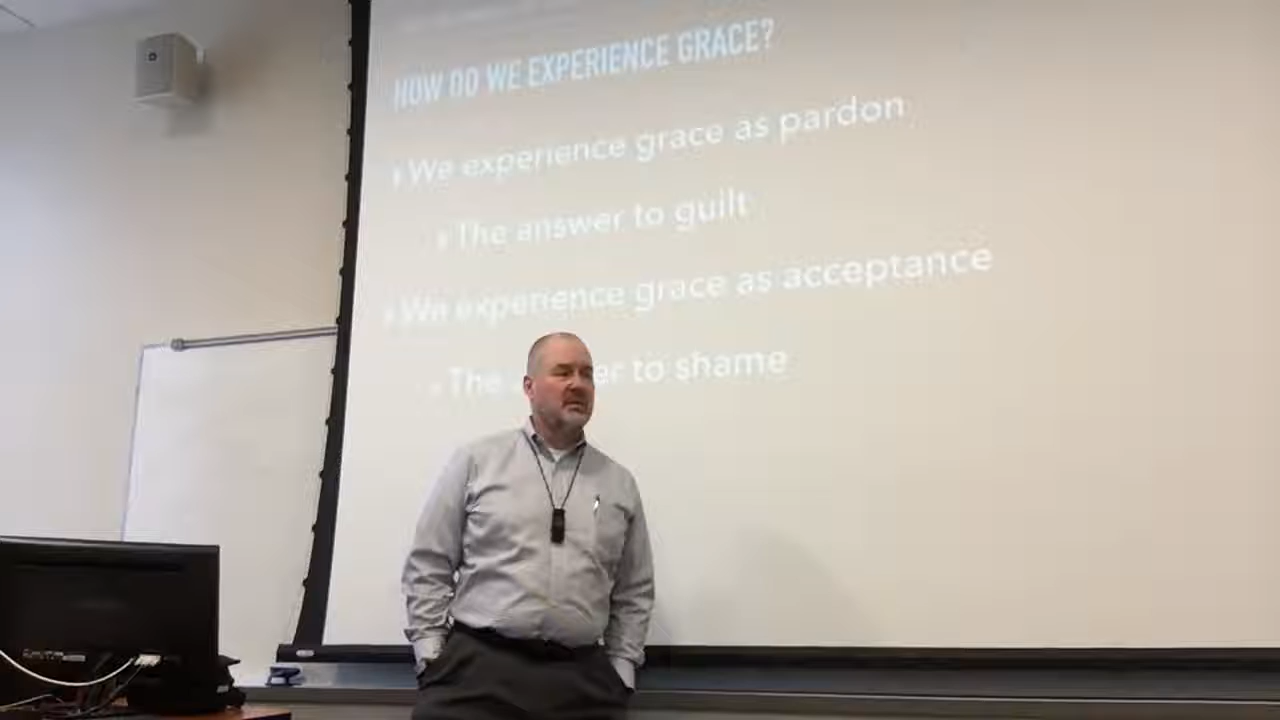 HOW DO WE EXPERIENCE GRACE?
We experience grace as pardon
The answer to guilt
We experience grace as acceptance
The er to shame